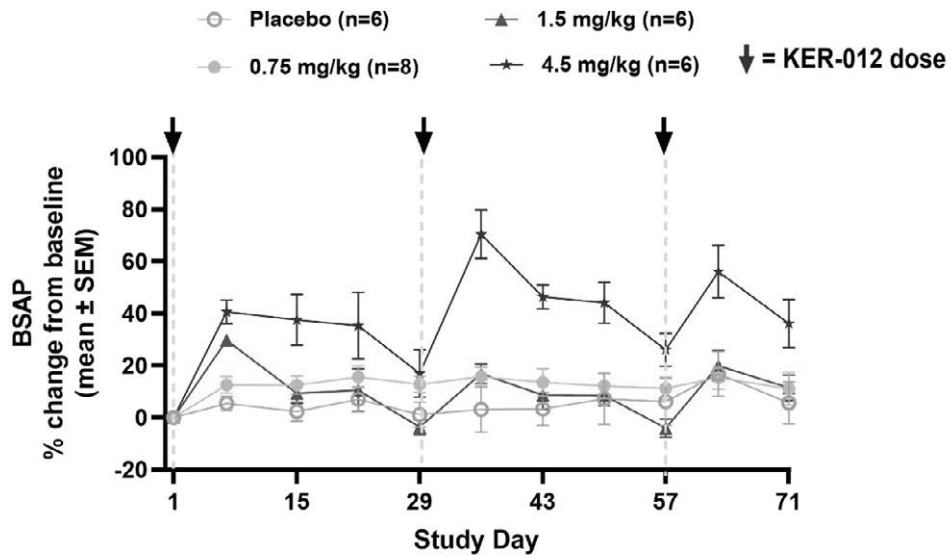 Placebo (n=6)
1.5 mg/kg (n=6)
0.75 mg/kg (n=8)
4.5 mg/kg (n=6)
= KER-012 dose
BSAP
% change from baseline
(mean ± SEM)
100
80
60
40
20
0
-20
1
15
29
43
57
71
Study Day